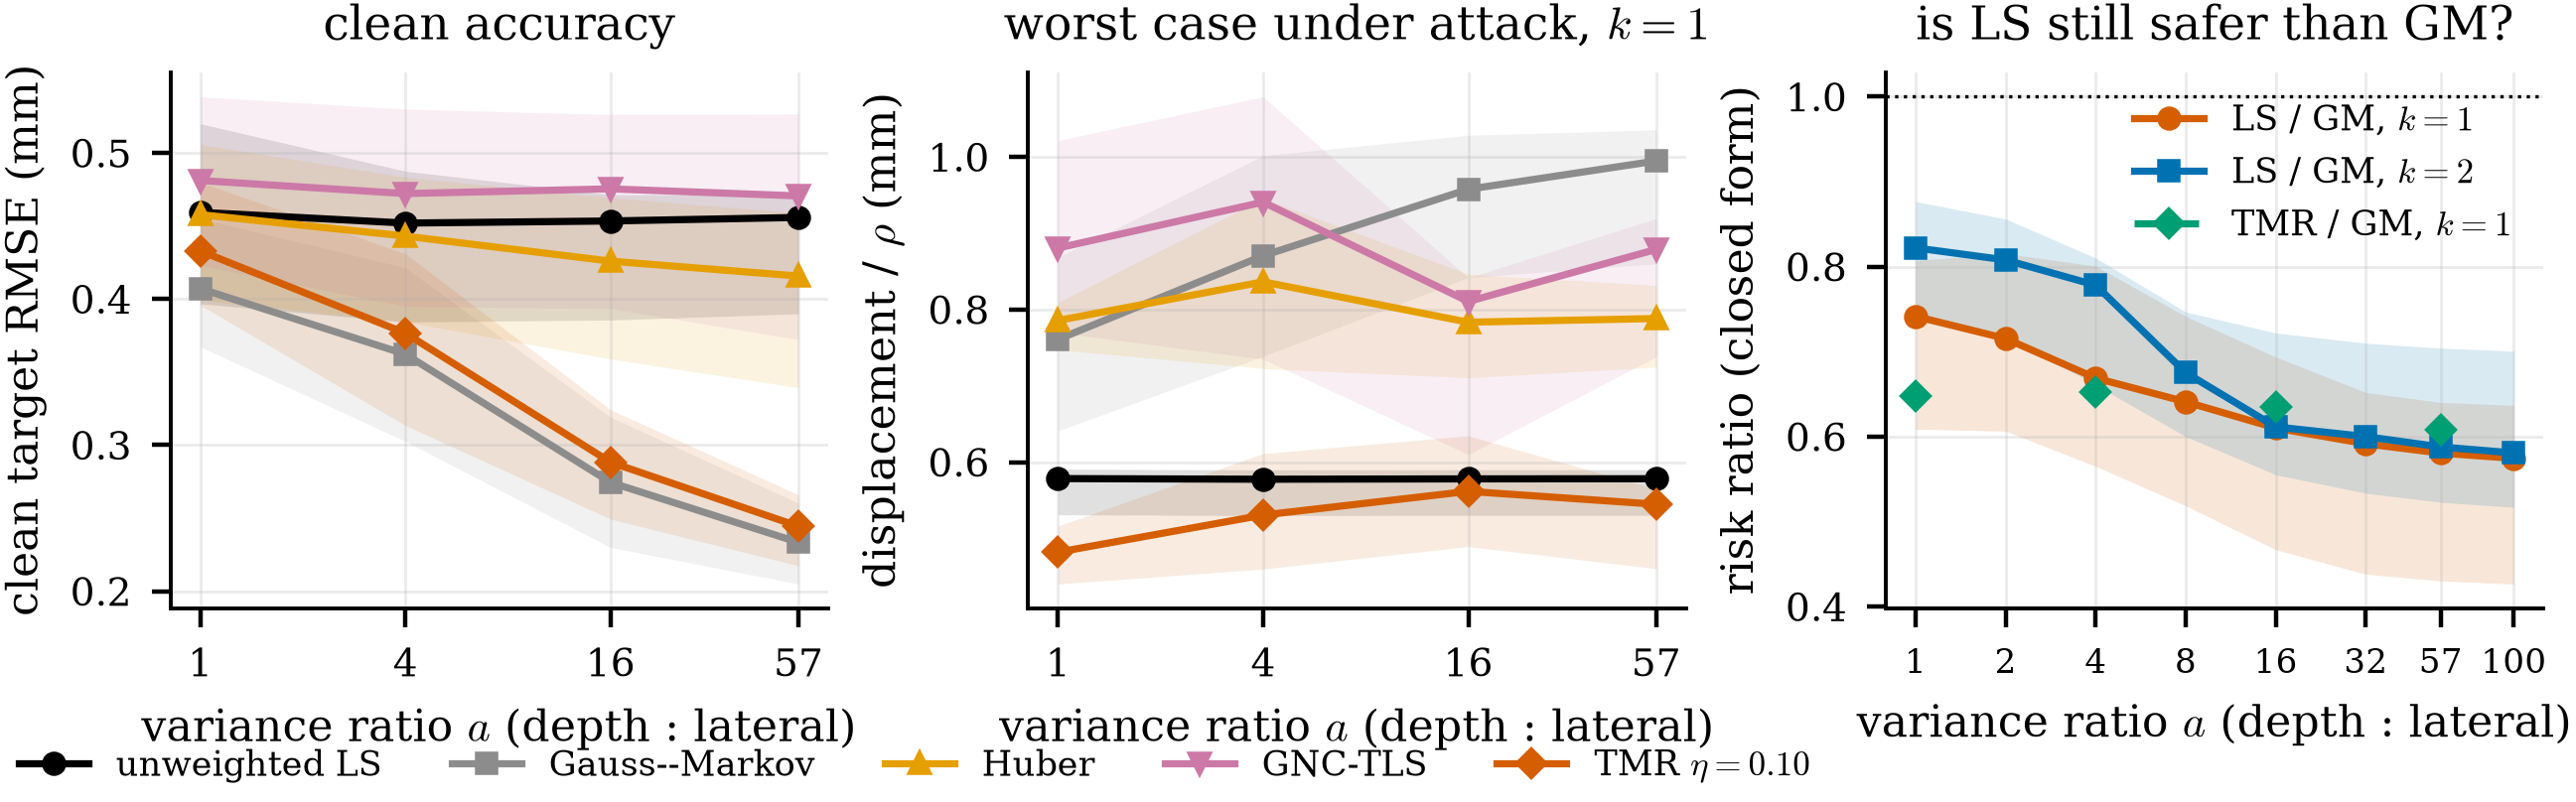 clean accuracy
clean target RMSE (mm)
0.5
0.4
0.3
0.2
1 4 16 57
variance ratio a (depth : lateral)
worst case under attack, k = 1
displacement / ρ (mm)
1.0
0.8
0.6
1 4 16 57
variance ratio a (depth : lateral)
is LS still safer than GM?
risk ratio (closed form)
1.0
0.8
0.6
0.4
LS / GM, k = 1
LS / GM, k = 2
TMR / GM, k = 1
1 2 4 8 16 32 57 100
variance ratio a (depth : lateral)
unweighted LS Gauss--Markov Huber GNC-TLS TMR η = 0.10